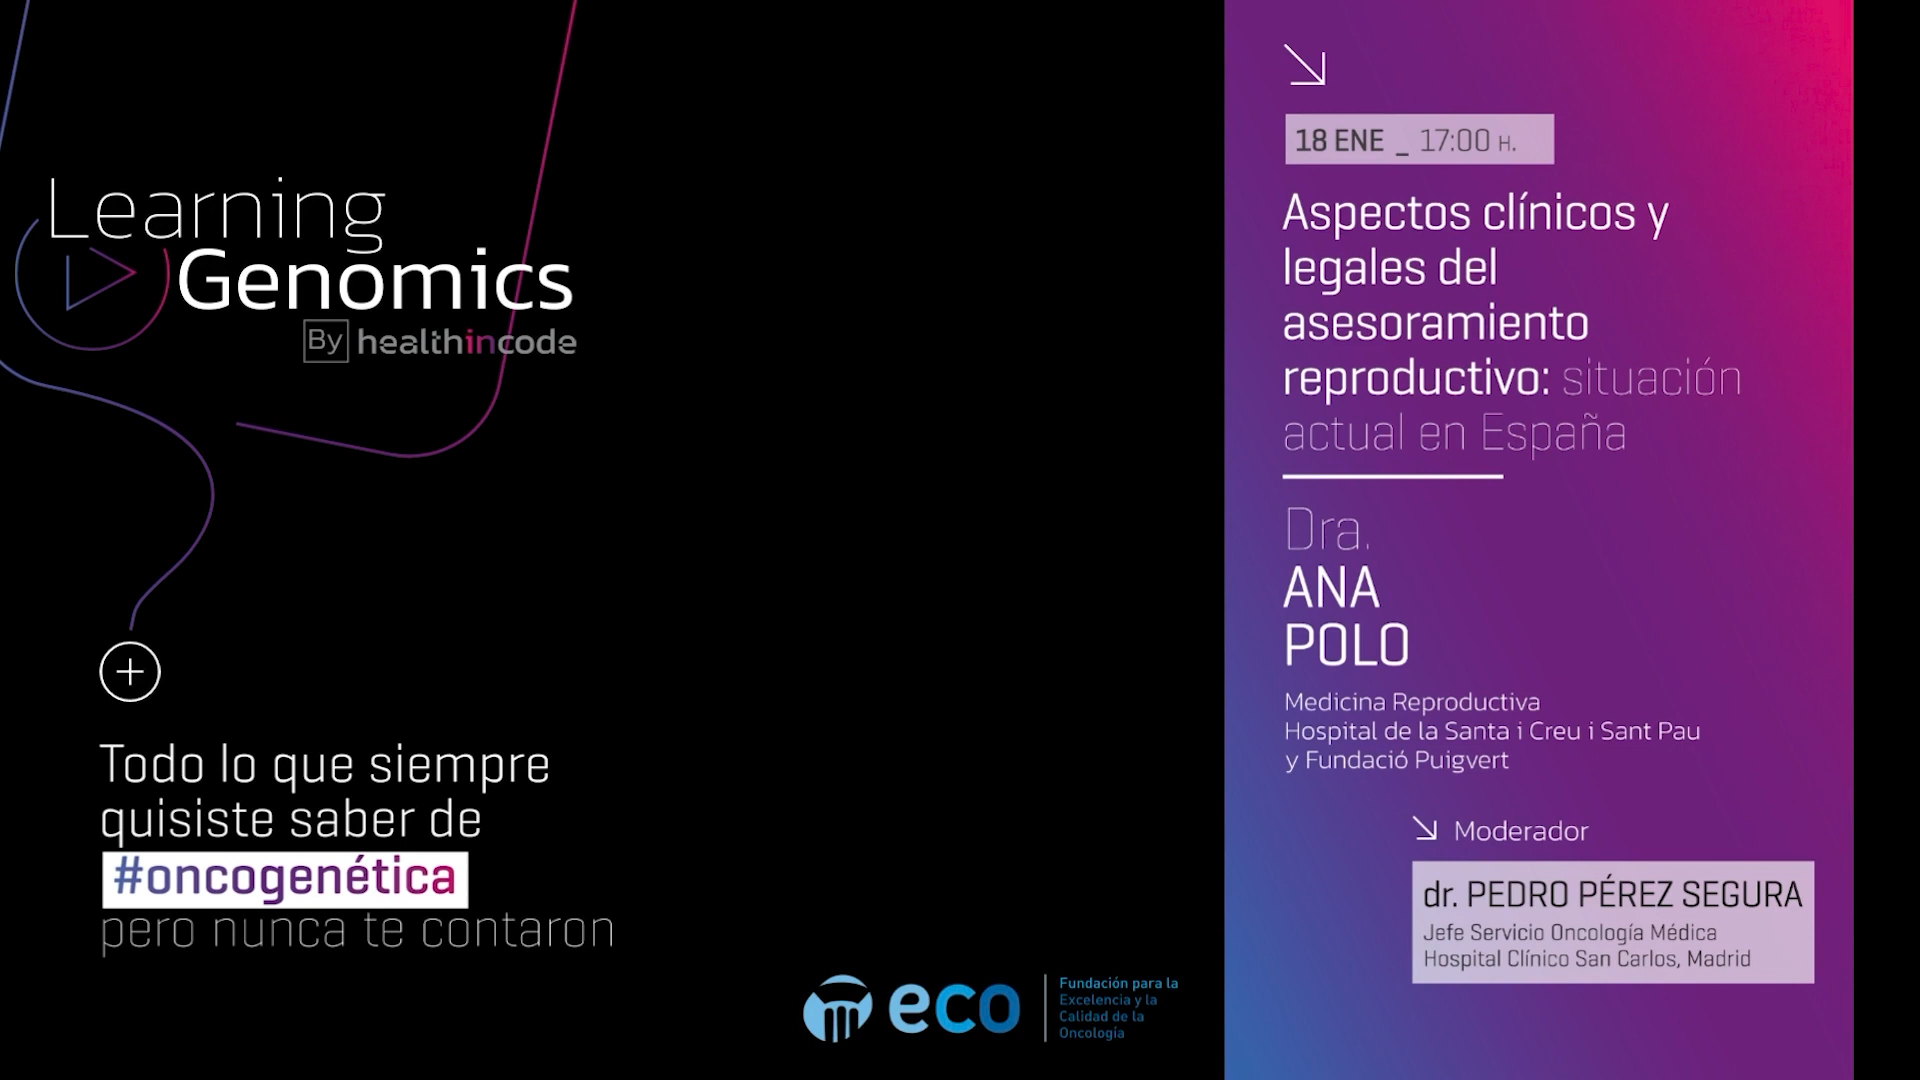 Learning
Genomics
By healthincode
Todo lo que siempre
quisiste saber de
#oncogenética
pero nunca te contaron
eco
Fundación para la
Excelencia y la
Calidad de la
Oncología
18 ENE _ 17:00 H.
Aspectos clínicos y
legales del
asesoramiento
reproductivo: situación
actual en España
Dra.
ANA
POLO
Medicina Reproductiva
Hospital de la Santa i Creu i Sant Pau
y Fundació Puigvert
Moderador
dr. PEDRO PÉREZ SEGURA
Jefe Servicio Oncología Médica
Hospital Clínico San Carlos, Madrid